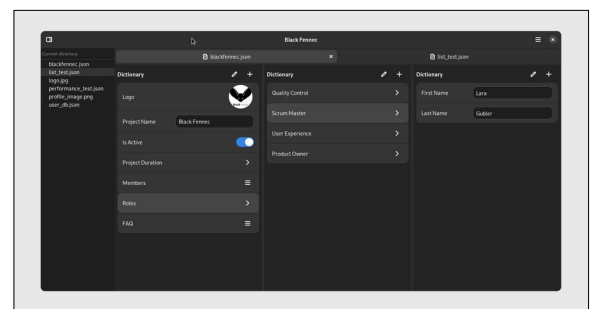 Black Fennec
Current directory
blackfennec.json
list_test.json
logo.jpg
performance_test.json
profile_image.png
user_db.json
blackfennec.json
list_test.json
Dictionary
Logo
Project Name
Black Fennec
Is Active
Project Duration
Members
Roles
FAQ
Dictionary
Quality Control
Scrum Master
User Experience
Product Owner
Dictionary
First Name
Lara
Last Name
Gubler